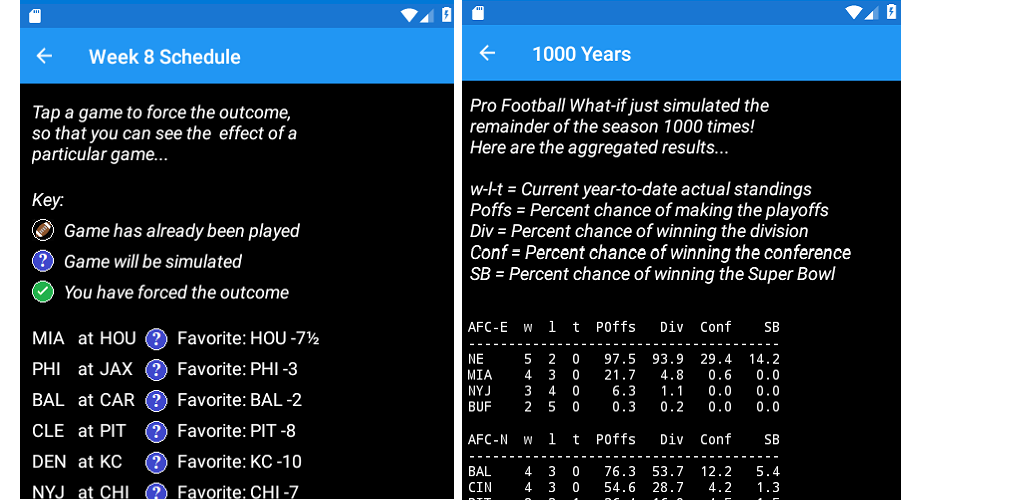 Week 8 Schedule
Tap a game to force the outcome,
so that you can see the effect of a
particular game...
Key:
Game has already been played
? Game will be simulated
You have forced the outcome
MIA at HOU ? Favorite: HOU -7½
PHI at JAX ? Favorite: PHI -3
BAL at CAR ? Favorite: BAL -2
CLE at PIT ? Favorite: PIT -8
DEN at KC ? Favorite: KC -10
NYJ at CHI ? Favorite: CHI -7
1000 Years
Pro Football What-if just simulated the
remainder of the season 1000 times!
Here are the aggregated results...
w-l-t = Current year-to-date actual standings
Poffs = Percent chance of making the playoffs
Div = Percent chance of winning the division
Conf = Percent chance of winning the conference
SB = Percent chance of winning the Super Bowl
AFC-E w l t POffs Div Conf SB
---------------------------------------
NE 5 2 0 97.5 93.9 29.4 14.2
MIA 4 3 0 21.7 4.8 0.6 0.0
NYJ 3 4 0 6.3 1.1 0.0 0.0
BUF 2 5 0 0.3 0.2 0.0 0.0
AFC-N w l t POffs Div Conf SB
---------------------------------------
BAL 4 3 0 76.3 53.7 12.2 5.4
CIN 4 3 0 54.6 28.7 4.2 1.3